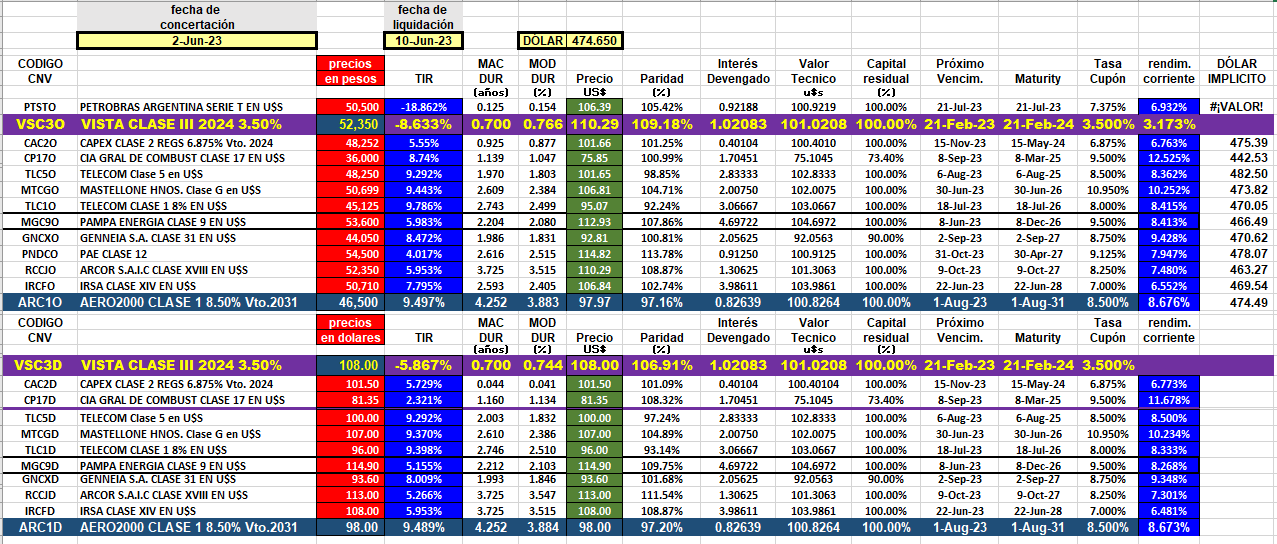 fecha de fecha de
concertación liquidación
2-Jun-23 10-Jun-23 DÓLAR 474.650
CODIGO precios MAC MOD Interés Valor Capital Próximo Tasa rendim. DÓLAR
CNV en pesos TIR DUR DUR Precio Paridad Devengado Tecnico residual Vencim. Maturity Cupón corriente IMPLICITO
(años) (%) US$ (%) u$s (%)
PTSTO PETROBRAS ARGENTINA SERIE T EN U$S 50,500 -18.862% 0.125 0.154 106.39 105.42% 0.92188 100.9219 100.00% 21-Jul-23 21-Jul-23 7.375% 6.932% #¡VALOR!
VSC3O VISTA CLASE III 2024 3.50% 52,350 -8.633% 0.700 0.766 110.29 109.18% 1.02083 101.0208 100.00% 21-Feb-23 21-Feb-24 3.500% 3.173%
CAC2O CAPEX CLASE 2 REGS 6.875% Vto. 2024 48,252 5.55% 0.925 0.877 101.66 101.25% 0.40104 100.4010 100.00% 15-Nov-23 15-May-24 6.875% 6.763% 475.39
CP17O CIA GRAL DE COMBUST CLASE 17 EN U$S 36,000 8.74% 1.139 1.047 75.85 100.99% 1.70451 75.1045 73.40% 8-Sep-23 8-Mar-25 9.500% 12.525% 442.53
TLC5O TELECOM Clase 5 en U$S 48,250 9.292% 1.970 1.803 101.65 98.85% 2.83333 102.8333 100.00% 6-Aug-23 6-Aug-25 8.500% 8.362% 482.50
MTCGO MASTELLONE HNOS. Clase G en U$S 50,699 9.443% 2.609 2.384 106.81 104.71% 2.00750 102.0075 100.00% 30-Jun-23 30-Jun-26 10.950% 10.252% 473.82
TLC1O TELECOM CLASE 1 8% EN U$S 45,125 9.786% 2.743 2.499 95.07 92.24% 3.06667 103.0667 100.00% 18-Jul-23 18-Jul-26 8.000% 8.415% 470.05
MGC9O PAMPA ENERGIA CLASE 9 EN U$S 53,600 5.983% 2.204 2.080 112.93 107.86% 4.69722 104.6972 100.00% 8-Jun-23 8-Dec-26 9.500% 8.413% 466.49
GNCXO GENNEIA S.A. CLASE 31 EN U$S 44,050 8.472% 1.986 1.831 92.81 100.81% 2.05625 92.0563 90.00% 2-Sep-23 2-Sep-27 8.750% 9.428% 470.62
PNDCO PAE CLASE 12 54,500 4.017% 2.616 2.515 114.82 113.78% 0.91250 100.9125 100.00% 31-Oct-23 30-Apr-27 9.125% 7.947% 478.07
RCCJO ARCOR S.A.I.C CLASE XVIII EN U$S 52,350 5.953% 3.725 3.515 110.29 108.87% 1.30625 101.3063 100.00% 9-Oct-23 9-Oct-27 8.250% 7.480% 463.27
IRCFO IRSA CLASE XIV EN U$S 50,710 7.795% 2.593 2.405 106.84 102.74% 3.98611 103.9861 100.00% 22-Jun-23 22-Jun-28 7.000% 6.552% 469.54
ARC1O AERO2000 CLASE 1 8.50% Vto.2031 46,500 9.497% 4.252 3.883 97.97 97.16% 0.82639 100.8264 100.00% 1-Aug-23 1-Aug-31 8.500% 8.676% 474.49
CODIGO precios MAC MOD Interés Valor Capital Próximo Tasa rendim.
CNV en dolares TIR DUR DUR Precio Paridad Devengado Tecnico residual Vencim. Maturity Cupón corriente
(años) (%) US$ (%) u$s (%)
VSC3D VISTA CLASE III 2024 3.50% 108.00 -5.867% 0.700 0.744 108.00 106.91% 1.02083 101.0208 100.00% 21-Feb-23 21-Feb-24 3.500%
CAC2D CAPEX CLASE 2 REGS 6.875% Vto. 2024 101.50 5.729% 0.044 0.041 101.50 101.09% 0.40104 100.40104 100.00% 15-Nov-23 15-May-24 6.875% 6.773%
CP17D CIA GRAL DE COMBUST CLASE 17 EN U$S 81.35 2.321% 1.160 1.134 81.35 108.32% 1.70451 75.1045 73.40% 8-Sep-23 8-Mar-25 9.500% 11.678%
TLC5D TELECOM Clase 5 en U$S 100.00 9.292% 2.003 1.832 100.00 97.24% 2.83333 102.8333 100.00% 6-Aug-23 6-Aug-25 8.500% 8.500%
MTCGD MASTELLONE HNOS. Clase G en U$S 107.00 9.370% 2.610 2.386 107.00 104.89% 2.00750 102.0075 100.00% 30-Jun-23 30-Jun-26 10.950% 10.234%
TLC1D TELECOM CLASE 1 8% EN U$S 96.00 9.398% 2.746 2.510 96.00 93.14% 3.06667 103.0667 100.00% 18-Jul-23 18-Jul-26 8.000% 8.333%
MGC9D PAMPA ENERGIA CLASE 9 EN U$S 114.90 5.155% 2.212 2.103 114.90 109.75% 4.69722 104.6972 100.00% 8-Jun-23 8-Dec-26 9.500% 8.268%
GNCXD GENNEIA S.A. CLASE 31 EN U$S 93.60 8.009% 1.993 1.846 93.60 101.68% 2.05625 92.0563 90.00% 2-Sep-23 2-Sep-27 8.750% 9.348%
RCCJD ARCOR S.A.I.C CLASE XVIII EN U$S 113.00 5.266% 3.725 3.547 113.00 111.54% 1.30625 101.3063 100.00% 9-Oct-23 9-Oct-27 8.250% 7.301%
IRCFD IRSA CLASE XIV EN U$S 108.00 5.953% 3.725 3.515 108.00 108.87% 3.98611 103.9861 100.00% 22-Jun-23 22-Jun-28 7.000% 6.481%
ARC1D AERO2000 CLASE 1 8.50% Vto.2031 98.00 9.489% 4.252 3.884 98.00 97.20% 0.82639 100.8264 100.00% 1-Aug-23 1-Aug-31 8.500% 8.673%